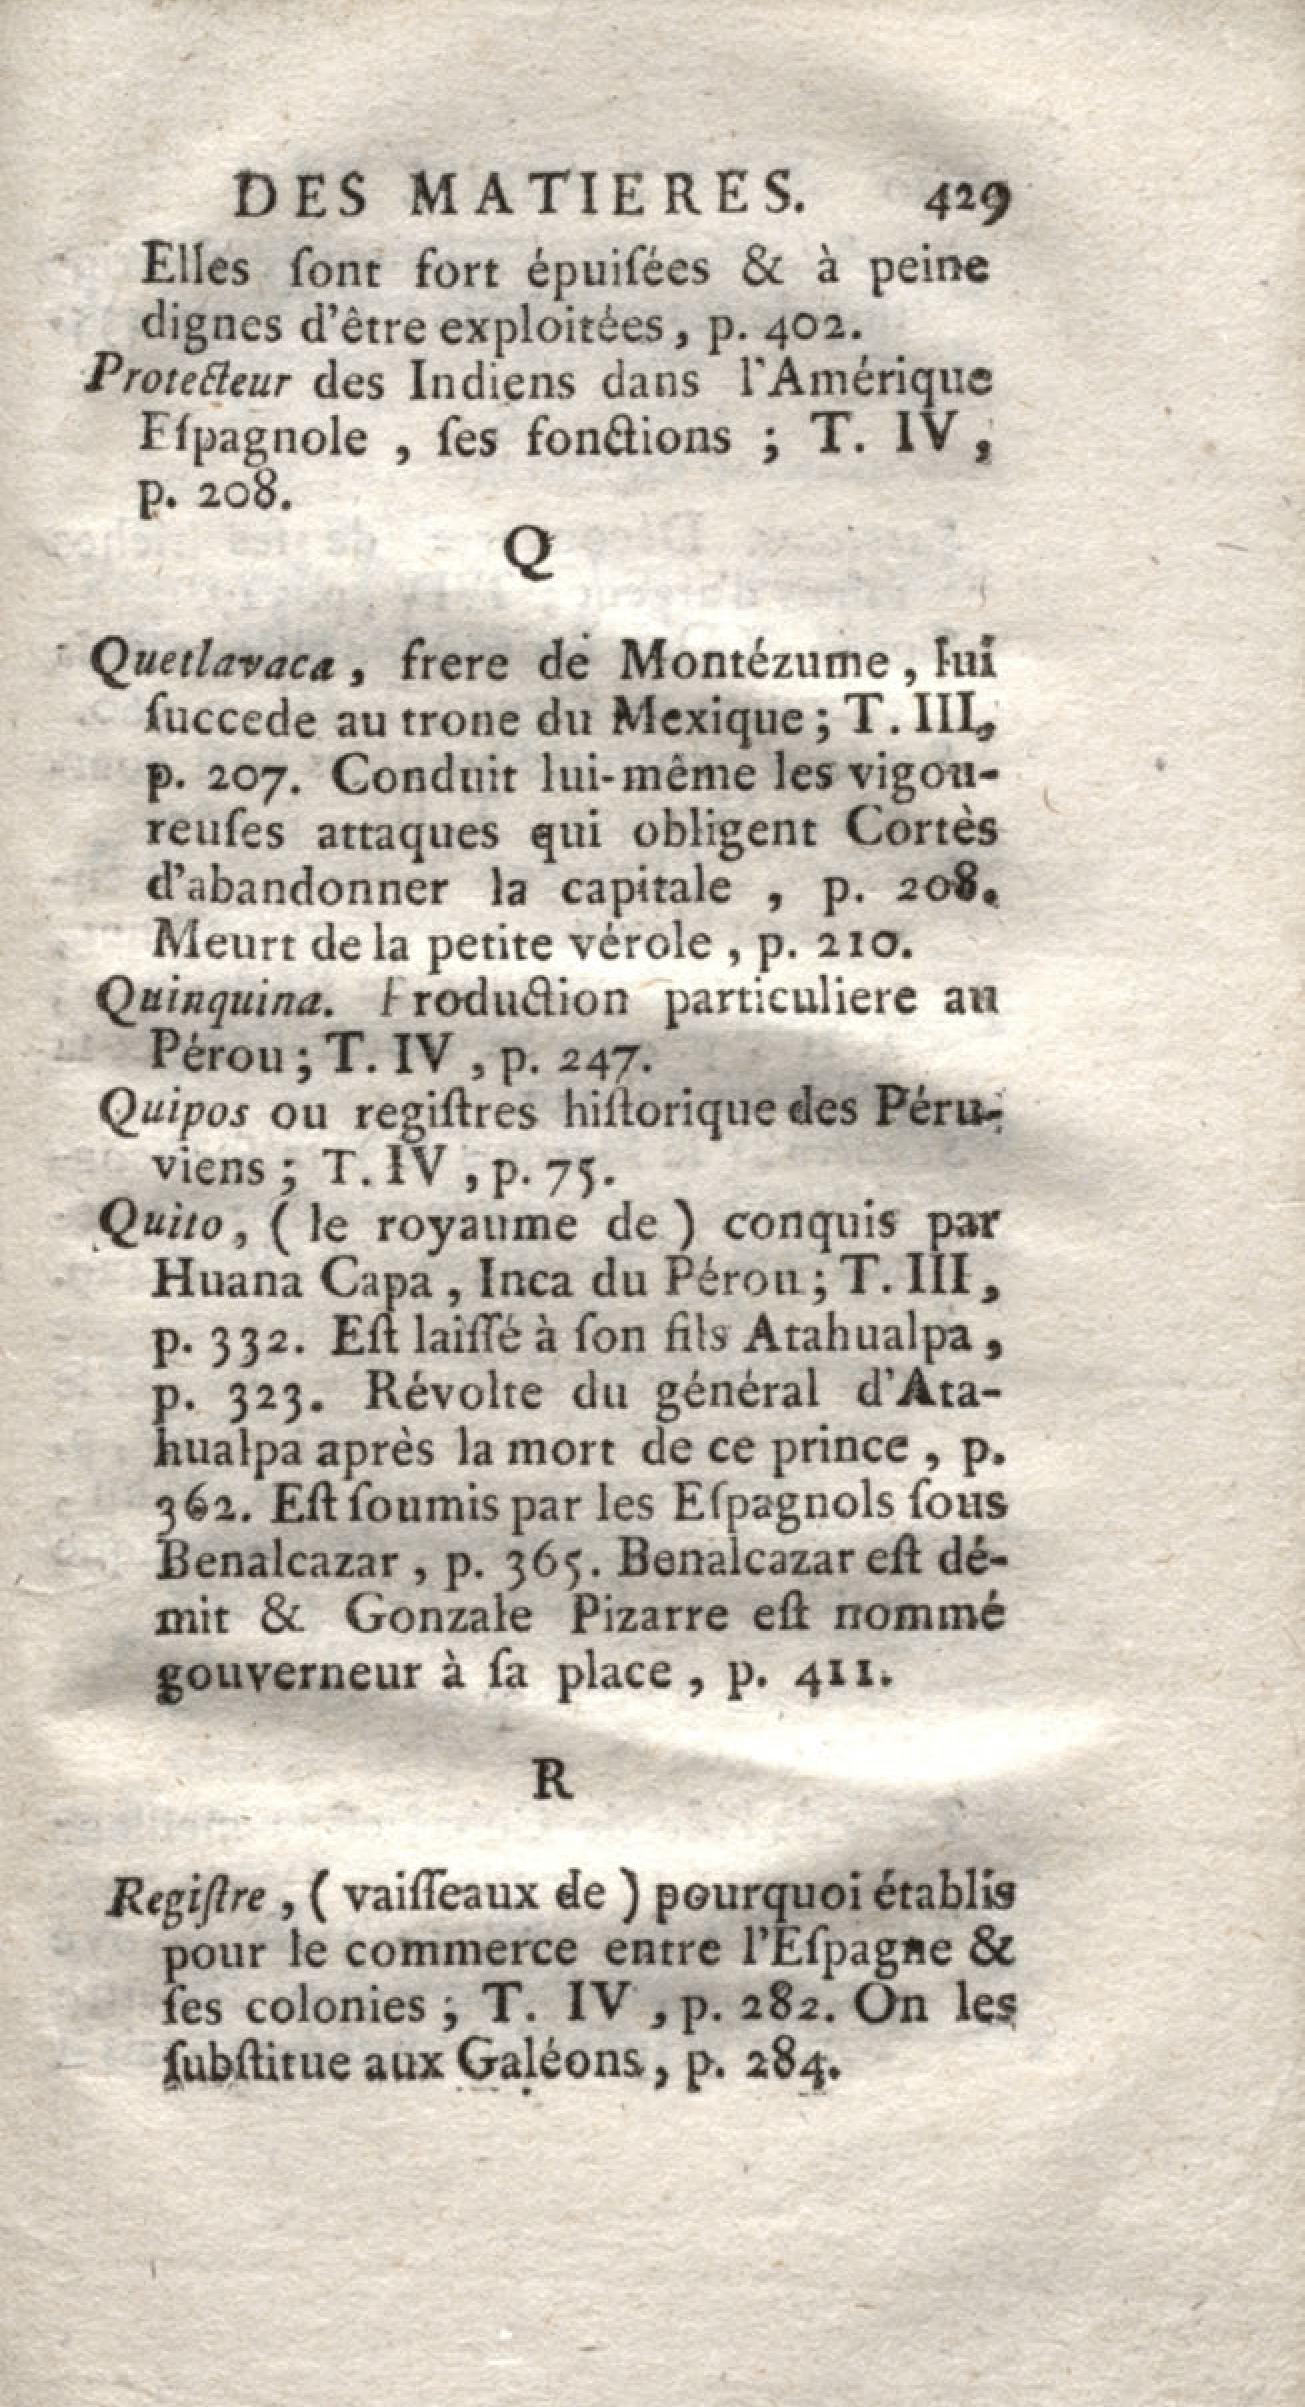 DES MATIERES. 429
Elles ſont fort épuiſées & à peine
dignes d'être exploitées, p. 402.
Protecteur des Indiens dans l'Amérique
Eſpagnole, ſes fonctions ; T. IV,
p. 208.
Q
Quetlavaca, frere de Montézume, lui
ſuccede au trone du Mexique ; T. III,
p. 207. Conduit lui-même les vigou-
reuſes attaques qui obligent Cortès
d'abandonner la capitale, p. 208.
Meurt de la petite vérole, p. 210.
Quinquina. Production particuliere au
Pérou ; T. IV, p. 247.
Quipos ou regiſtres hiſtorique des Péru-
viens ; T. IV, p. 75.
Quito, ( le royaume de ) conquis par
Huana Capa, Inca du Pérou ; T. III,
p. 332. Eſt laiſſé à ſon fils Atahualpa,
p. 323. Révolte du général d'Ata-
hualpa après la mort de ce prince, p.
362. Eſt ſoumis par les Eſpagnols ſous
Benalcazar, p. 365. Benalcazar eſt dé-
mit & Gonzale Pizarre eſt nommé
gouverneur à ſa place, p. 411.
R
Regiſtre, ( vaiſſeaux de ) pourquoi établis
pour le commerce entre l'Eſpagne &
ſes colonies ; T. IV, p. 282. On les
ſubſtitue aux Galéons, p. 284.